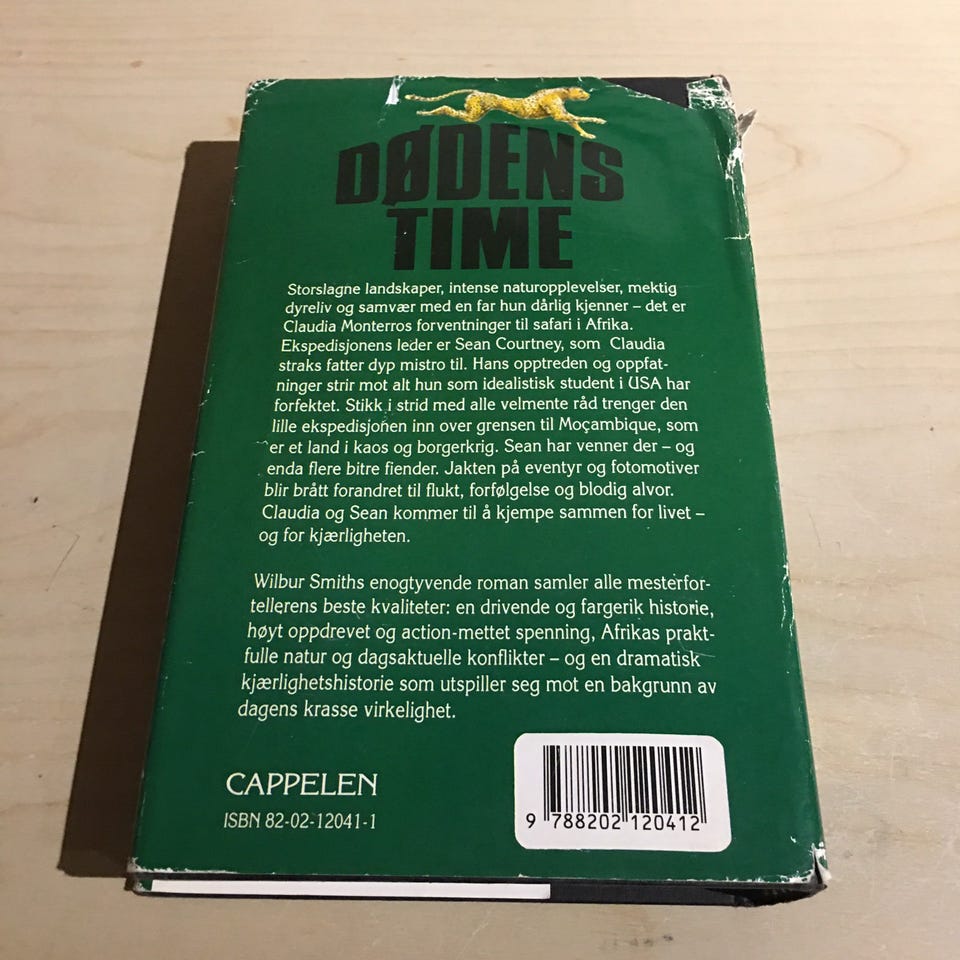 DØDENS
TIME
Storslagne landskaper, intense naturopplevelser, mektig
dyreliv og samvær med en far hun dårlig kjenner – det er
Claudia Monterros forventninger til safari i Afrika.
Ekspedisjonens leder er Sean Courtney, som Claudia
straks fatter dyp mistro til. Hans opptreden og oppfat-
ninger strir mot alt hun som idealistisk student i USA har
forfektet. Stikk i strid med alle velmente råd trenger den
lille ekspedisjonen inn over grensen til Moçambique, som
er et land i kaos og borgerkrig. Sean har venner der – og
enda flere bitre fiender. Jakten på eventyr og fotomotiver
blir brått forandret til flukt, forfølgelse og blodig alvor.
Claudia og Sean kommer til å kjempe sammen for livet –
og for kjærligheten.
Wilbur Smiths enogtyvende roman samler alle mesterfor-
tellerens beste kvaliteter: en drivende og fargerik historie,
høyt oppdrevet og action-mettet spenning, Afrikas prakt-
fulle natur og dagsaktuelle konflikter – og en dramatisk
kjærlighetshistorie som utspiller seg mot en bakgrunn av
dagens krasse virkelighet.
CAPPELEN
ISBN 82-02-12041-1
9 788202 120412